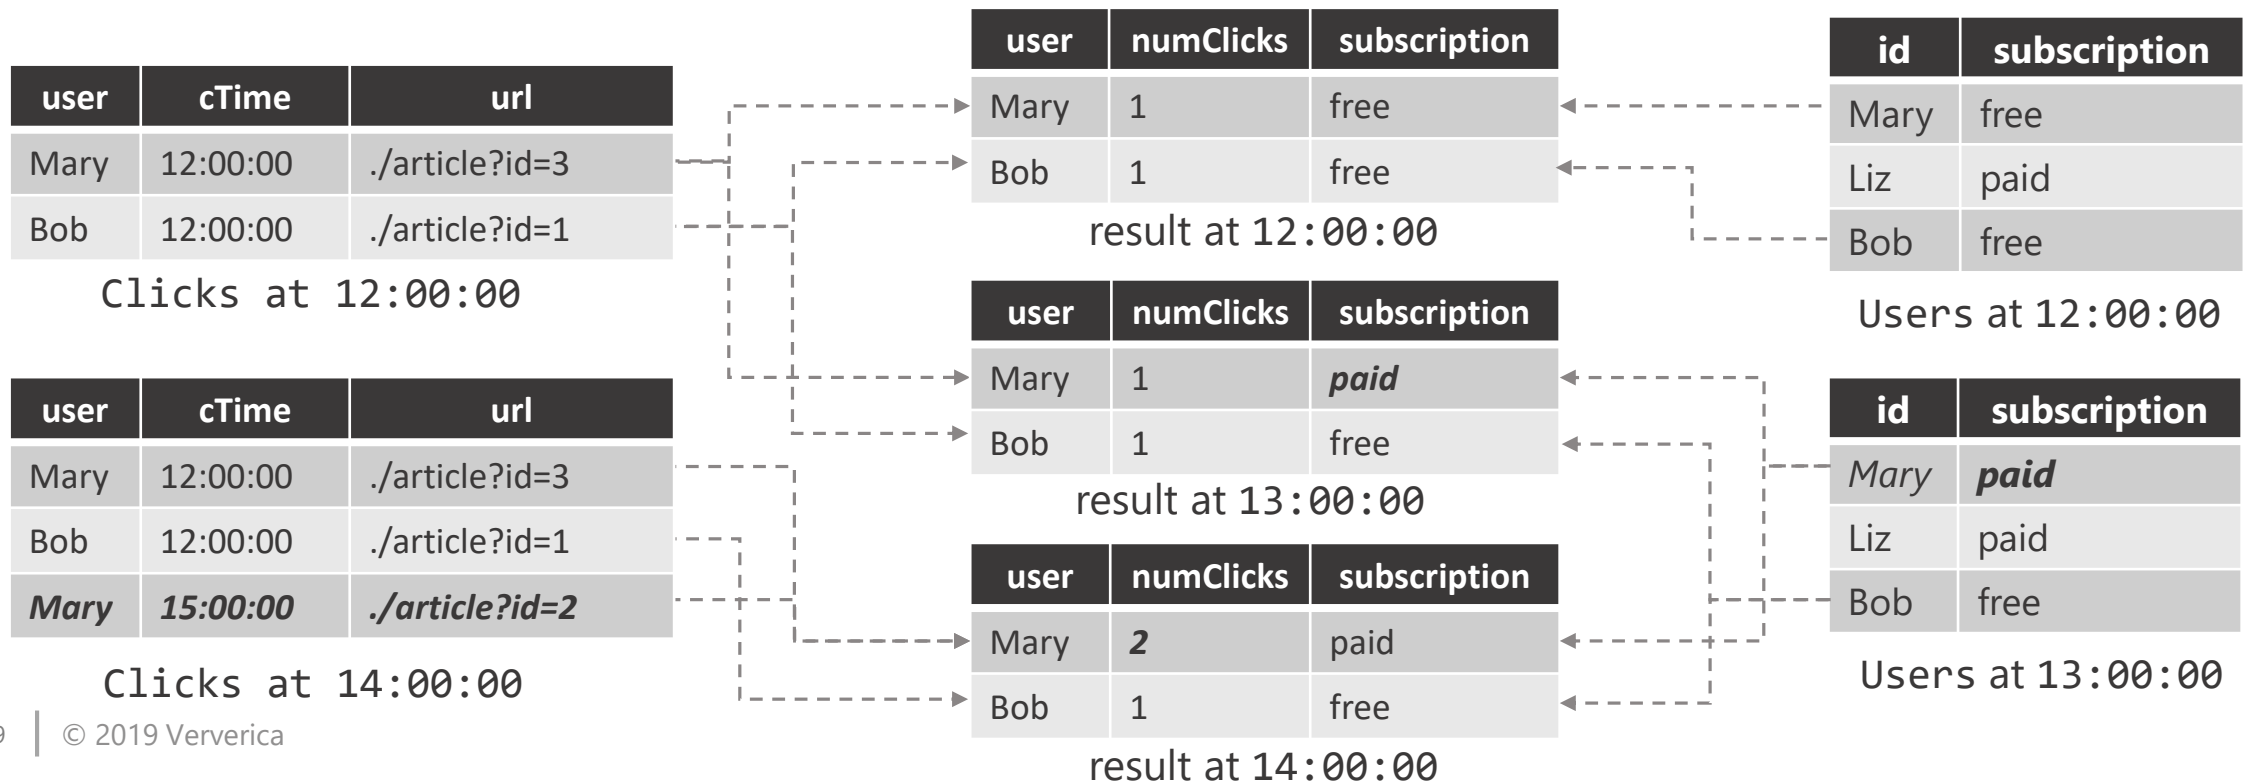 user cTime url
Mary 12:00:00 ./article?id=3
Bob 12:00:00 ./article?id=1
Clicks at 12:00:00
user cTime url
Mary 12:00:00 ./article?id=3
Bob 12:00:00 ./article?id=1
Mary 15:00:00 ./article?id=2
Clicks at 14:00:00
user numClicks subscription
Mary 1 free
Bob 1 free
result at 12:00:00
user numClicks subscription
Mary 1 paid
Bob 1 free
result at 13:00:00
user numClicks subscription
Mary 2 paid
Bob 1 free
result at 14:00:00
id subscription
Mary free
Liz paid
Bob free
Users at 12:00:00
id subscription
Mary paid
Liz paid
Bob free
Users at 13:00:00
© 2019 Ververica